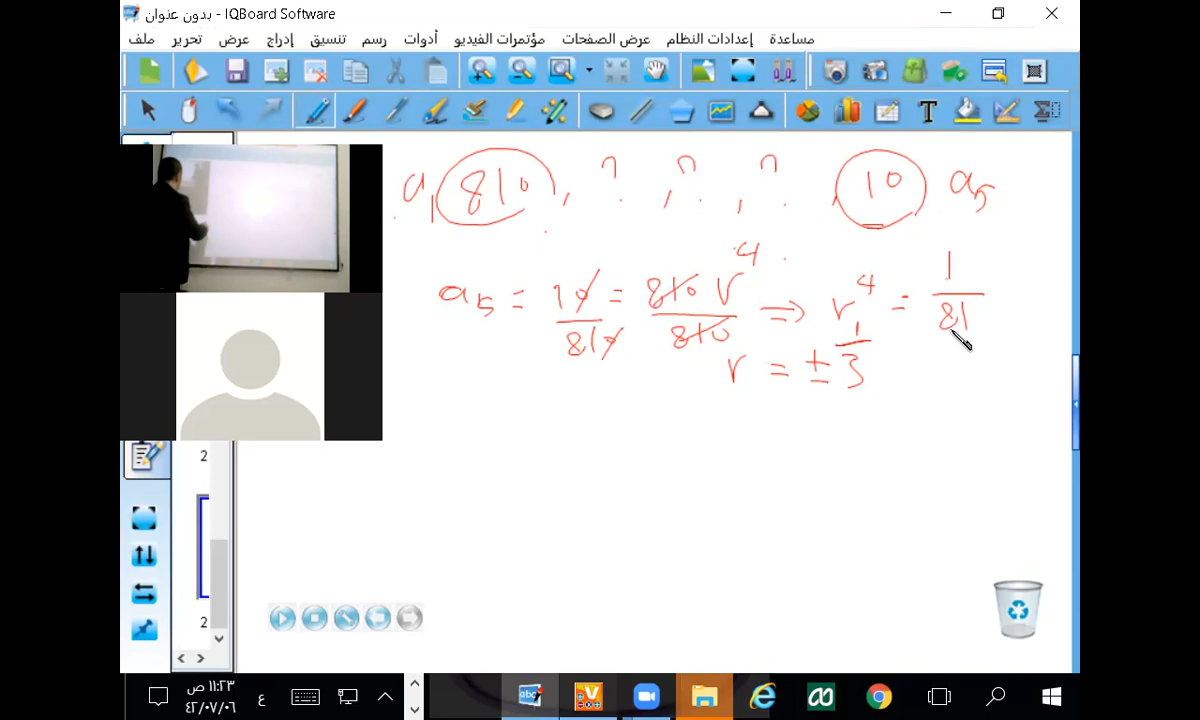 بدون عنوان - IQBoard Software
ملف تحرير عرض إدراج تنسيق رسم أدوات مؤتمرات الفيديو عرض الصفحات إعدادات النظام مساعدة
a₁ 810, ?, ?, ?, 10 a₅
a₅ = 10/810 = 810 r⁴/810 ⇒ r⁴ = 1/81
r = ± 1/3
2
2
ع
١١:٢٣ ص
٤٢/٠٧/٠٦